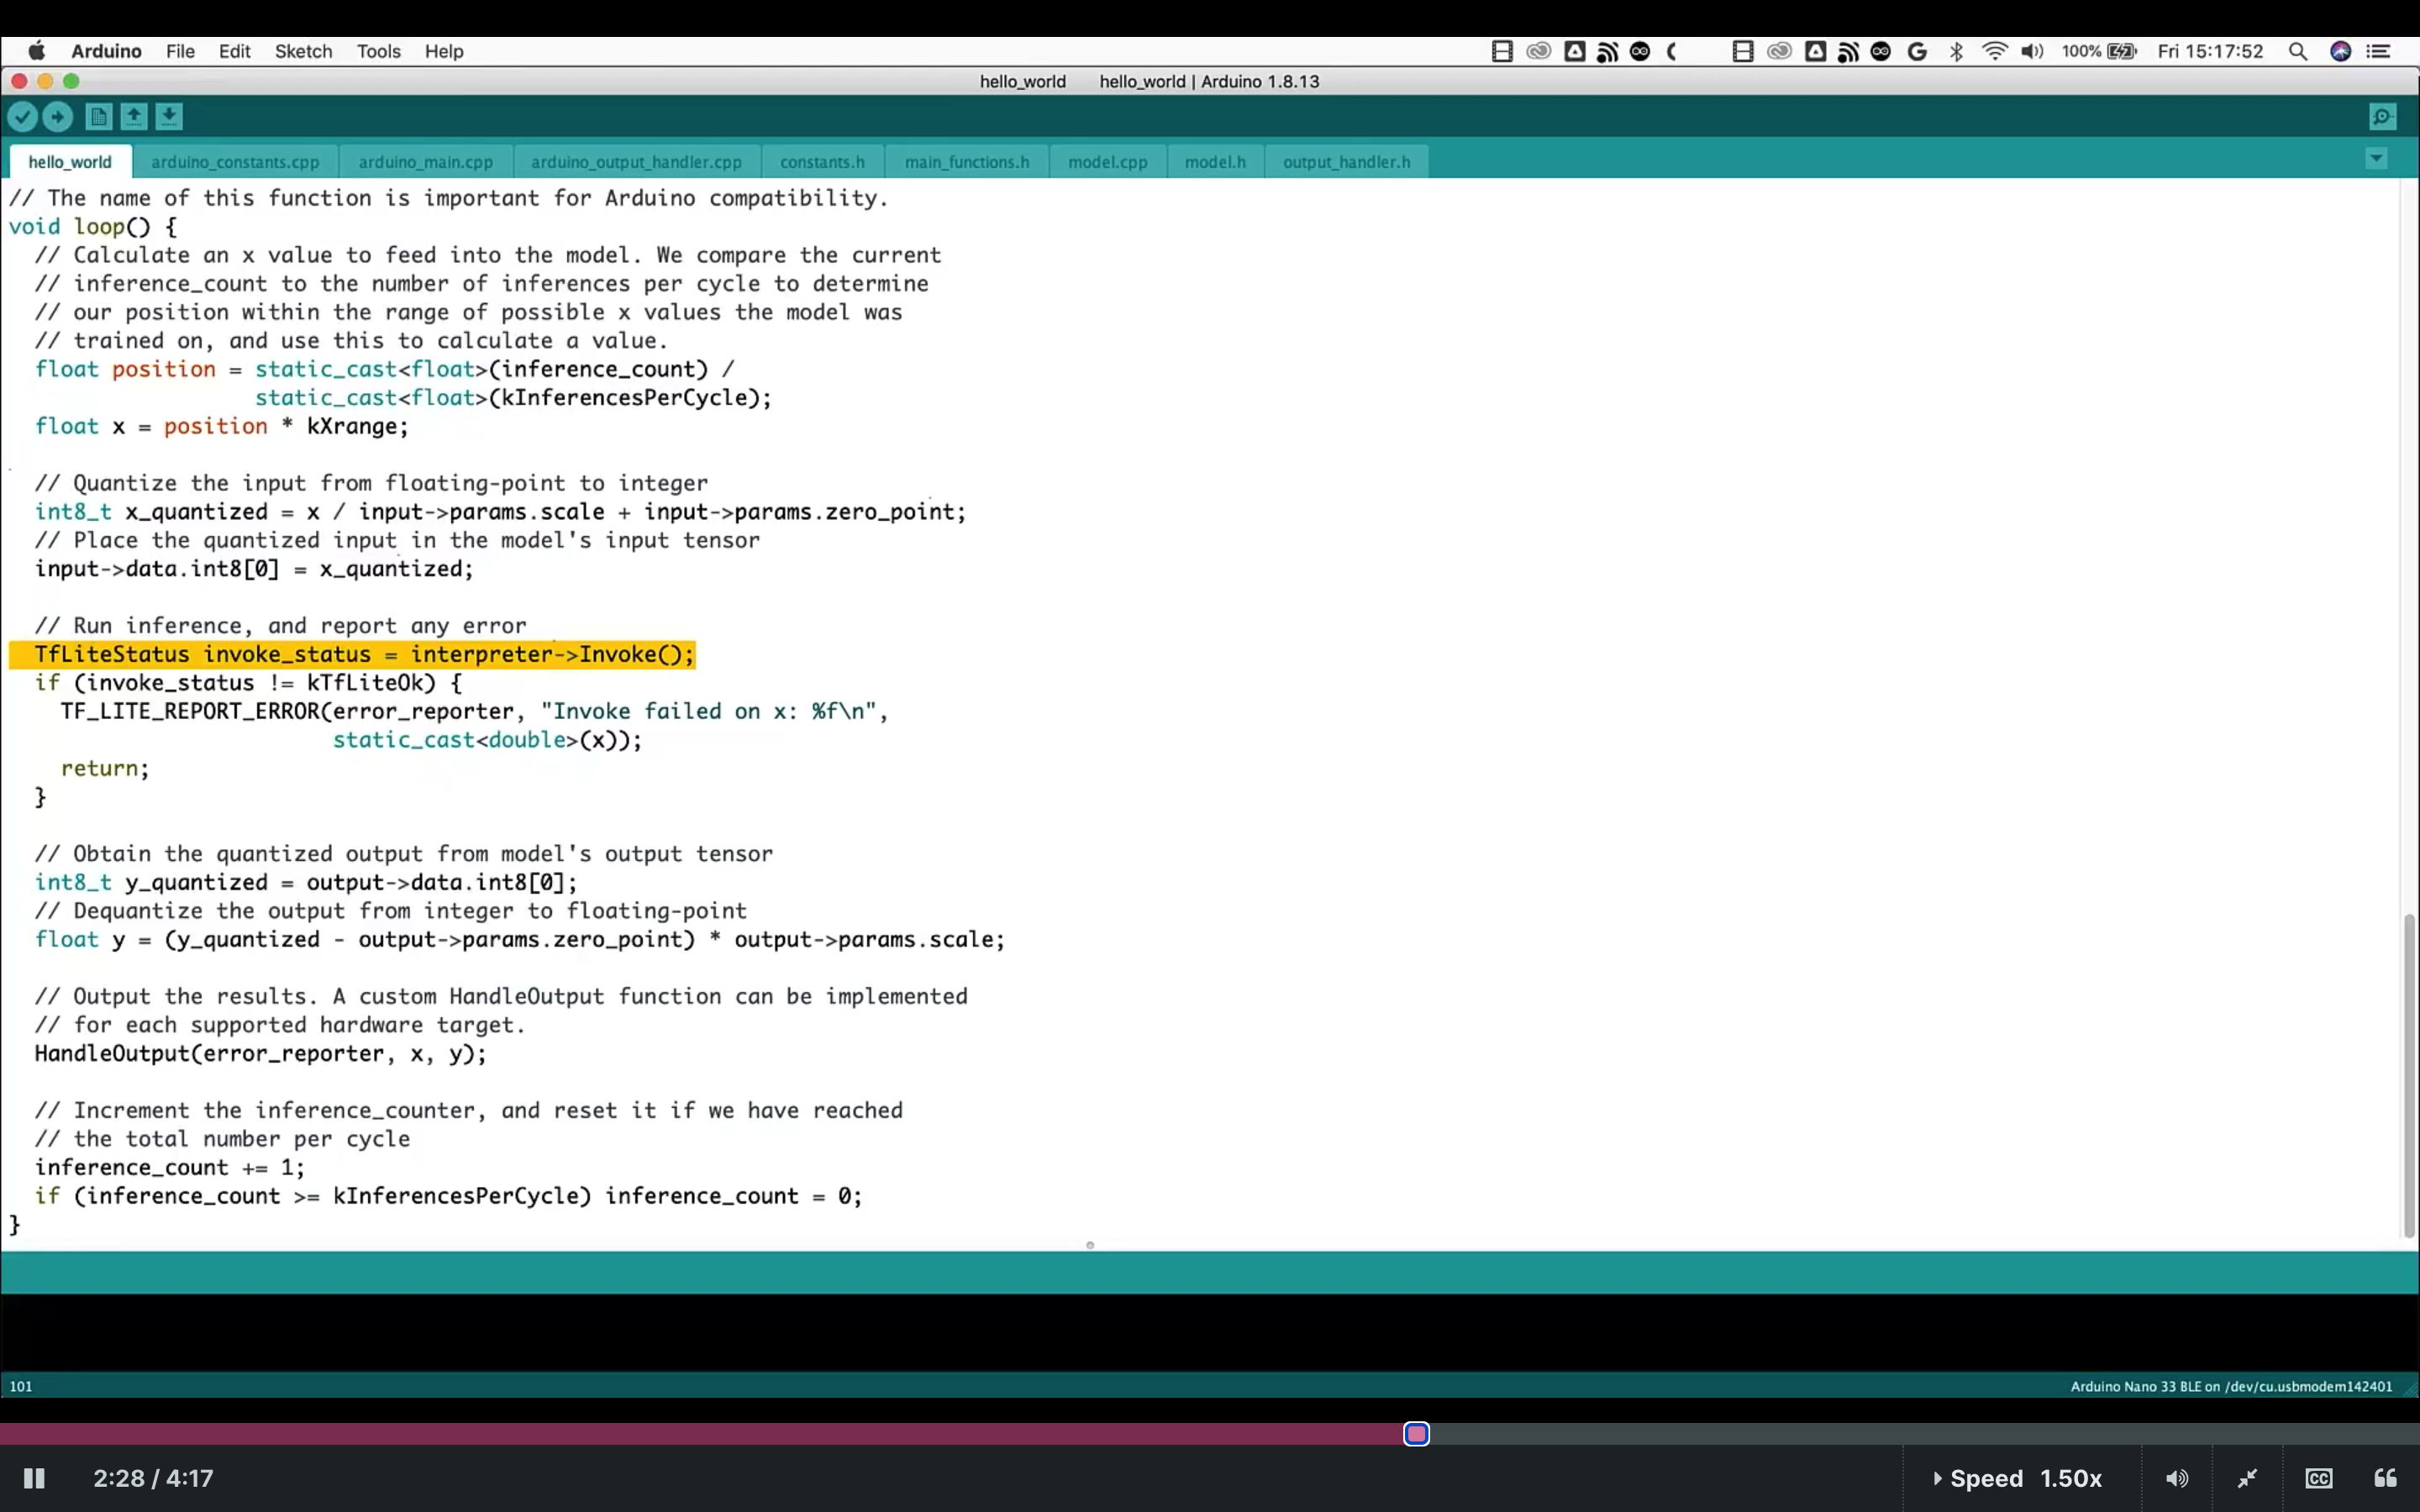 Arduino File Edit Sketch Tools Help 100% Fri 15:17:52
hello_world hello_world | Arduino 1.8.13
hello_world arduino_constants.cpp arduino_main.cpp arduino_output_handler.cpp constants.h main_functions.h model.cpp model.h output_handler.h
// The name of this function is important for Arduino compatibility.
void loop() {
  // Calculate an x value to feed into the model. We compare the current
  // inference_count to the number of inferences per cycle to determine
  // our position within the range of possible x values the model was
  // trained on, and use this to calculate a value.
  float position = static_cast<float>(inference_count) /
                   static_cast<float>(kInferencesPerCycle);
  float x = position * kXrange;
  // Quantize the input from floating-point to integer
  int8_t x_quantized = x / input->params.scale + input->params.zero_point;
  // Place the quantized input in the model's input tensor
  input->data.int8[0] = x_quantized;
  // Run inference, and report any error
  TfLiteStatus invoke_status = interpreter->Invoke();
  if (invoke_status != kTfLiteOk) {
    TF_LITE_REPORT_ERROR(error_reporter, "Invoke failed on x: %f\n",
                         static_cast<double>(x));
    return;
  }
  // Obtain the quantized output from model's output tensor
  int8_t y_quantized = output->data.int8[0];
  // Dequantize the output from integer to floating-point
  float y = (y_quantized - output->params.zero_point) * output->params.scale;
  // Output the results. A custom HandleOutput function can be implemented
  // for each supported hardware target.
  HandleOutput(error_reporter, x, y);
  // Increment the inference_counter, and reset it if we have reached
  // the total number per cycle
  inference_count += 1;
  if (inference_count >= kInferencesPerCycle) inference_count = 0;
}
101 Arduino Nano 33 BLE on /dev/cu.usbmodem142401
2:28 / 4:17 Speed 1.50x CC